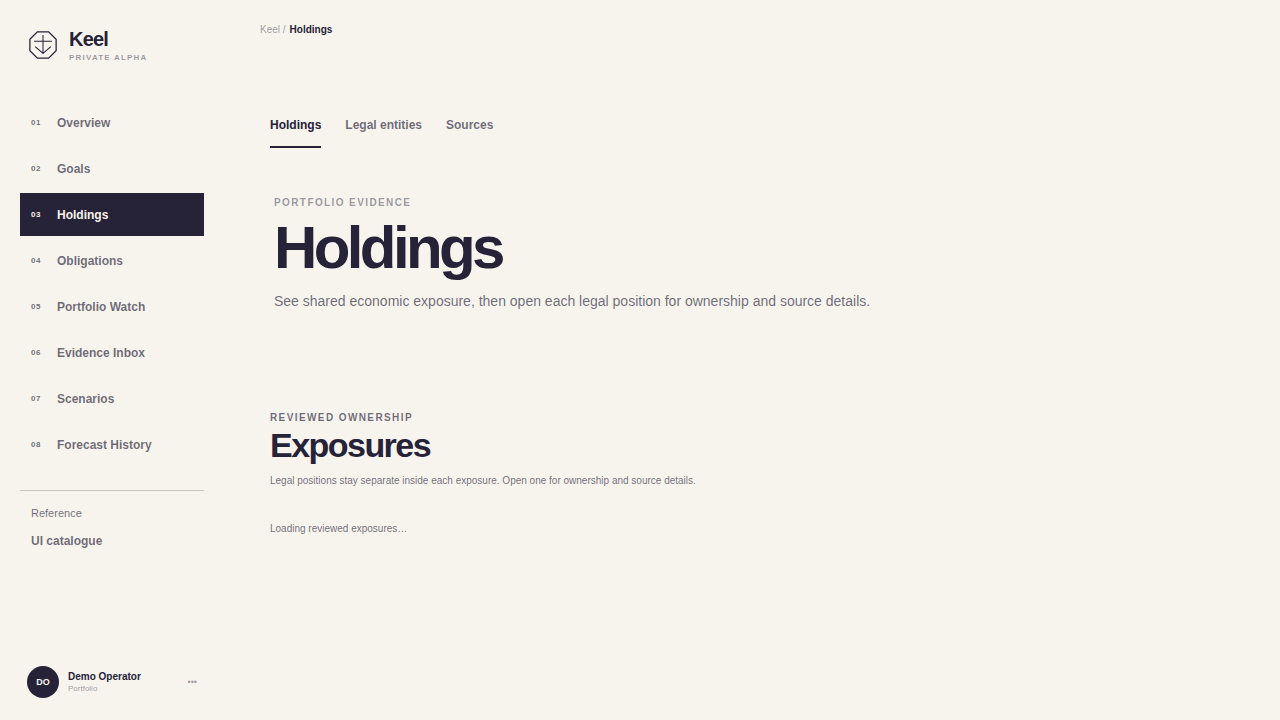 Keel
PRIVATE ALPHA
01 Overview
02 Goals
03 Holdings
04 Obligations
05 Portfolio Watch
06 Evidence Inbox
07 Scenarios
08 Forecast History
Reference
UI catalogue
DO
Demo Operator
Portfolio
•••
Keel / Holdings
Holdings Legal entities Sources
PORTFOLIO EVIDENCE
Holdings
See shared economic exposure, then open each legal position for ownership and source details.
REVIEWED OWNERSHIP
Exposures
Legal positions stay separate inside each exposure. Open one for ownership and source details.
Loading reviewed exposures…